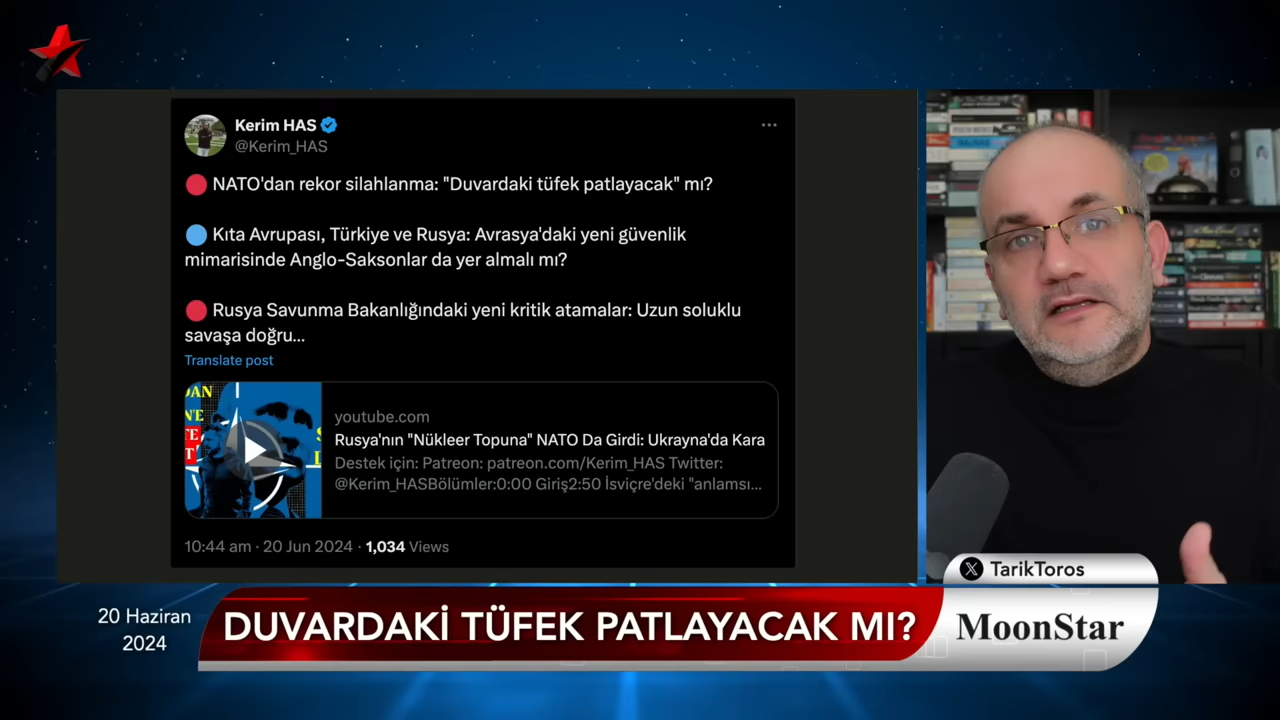 Kerim HAS
@Kerim_HAS
🔴 NATO'dan rekor silahlanma: "Duvardaki tüfek patlayacak" mı?
🔵 Kıta Avrupası, Türkiye ve Rusya: Avrasya'daki yeni güvenlik
mimarisinde Anglo-Saksonlar da yer almalı mı?
🔴 Rusya Savunma Bakanlığındaki yeni kritik atamalar: Uzun soluklu
savaşa doğru...
Translate post
youtube.com
Rusya'nın "Nükleer Topuna" NATO Da Girdi: Ukrayna'da Kara
Destek için: Patreon: patreon.com/Kerim_HAS Twitter:
@Kerim_HASBölümler:0:00 Giriş2:50 İsviçre'deki "anlamsı...
10:44 am · 20 Jun 2024 · 1,034 Views
X TarikToros
20 Haziran
2024
DUVARDAKİ TÜFEK PATLAYACAK MI?
MoonStar